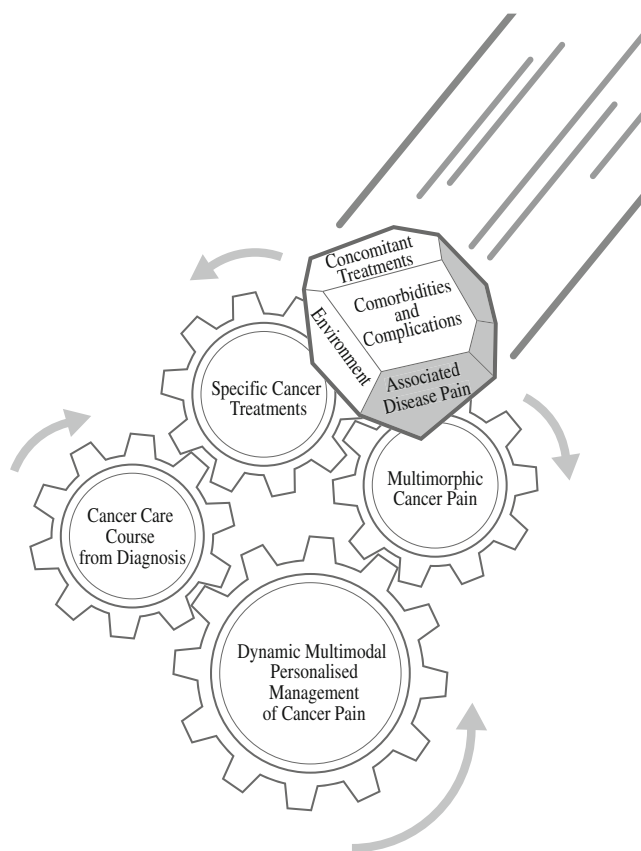 Concomitant
Treatments
Comorbidities
and
Complications
Environment
Associated
Disease Pain
Specific Cancer
Treatments
Multimorphic
Cancer Pain
Cancer Care
Course
from Diagnosis
Dynamic Multimodal
Personalised
Management
of Cancer Pain